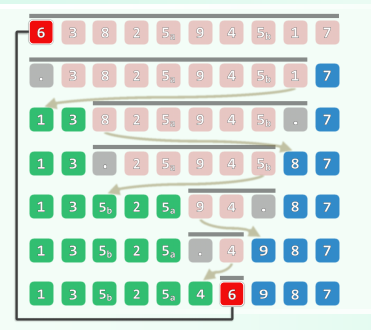 6 3 8 2 5a 9 4 5b 1 7
. 3 8 2 5a 9 4 5b 1 7
1 3 8 2 5a 9 4 5b . 7
1 3 . 2 5a 9 4 5b 8 7
1 3 5b 2 5a 9 4 . 8 7
1 3 5b 2 5a . 4 9 8 7
1 3 5b 2 5a 4 6 9 8 7